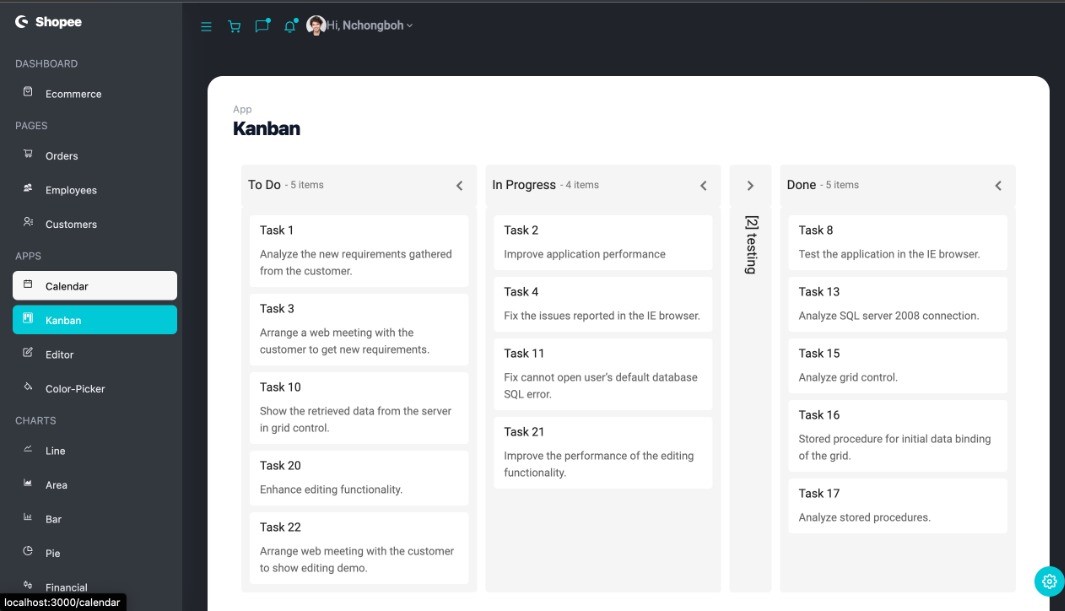 Shopee
Hi, Nchongboh
DASHBOARD
Ecommerce
PAGES
Orders
Employees
Customers
APPS
Calendar
Kanban
Editor
Color-Picker
CHARTS
Line
Area
Bar
Pie
Financial
localhost:3000/calendar
App
Kanban
To Do - 5 items
Task 1
Analyze the new requirements gathered
from the customer.
Task 3
Arrange a web meeting with the
customer to get new requirements.
Task 10
Show the retrieved data from the server
in grid control.
Task 20
Enhance editing functionality.
Task 22
Arrange web meeting with the customer
to show editing demo.
In Progress - 4 items
Task 2
Improve application performance
Task 4
Fix the issues reported in the IE browser.
Task 11
Fix cannot open user's default database
SQL error.
Task 21
Improve the performance of the editing
functionality.
[2] testing
Done - 5 items
Task 8
Test the application in the IE browser.
Task 13
Analyze SQL server 2008 connection.
Task 15
Analyze grid control.
Task 16
Stored procedure for initial data binding
of the grid.
Task 17
Analyze stored procedures.